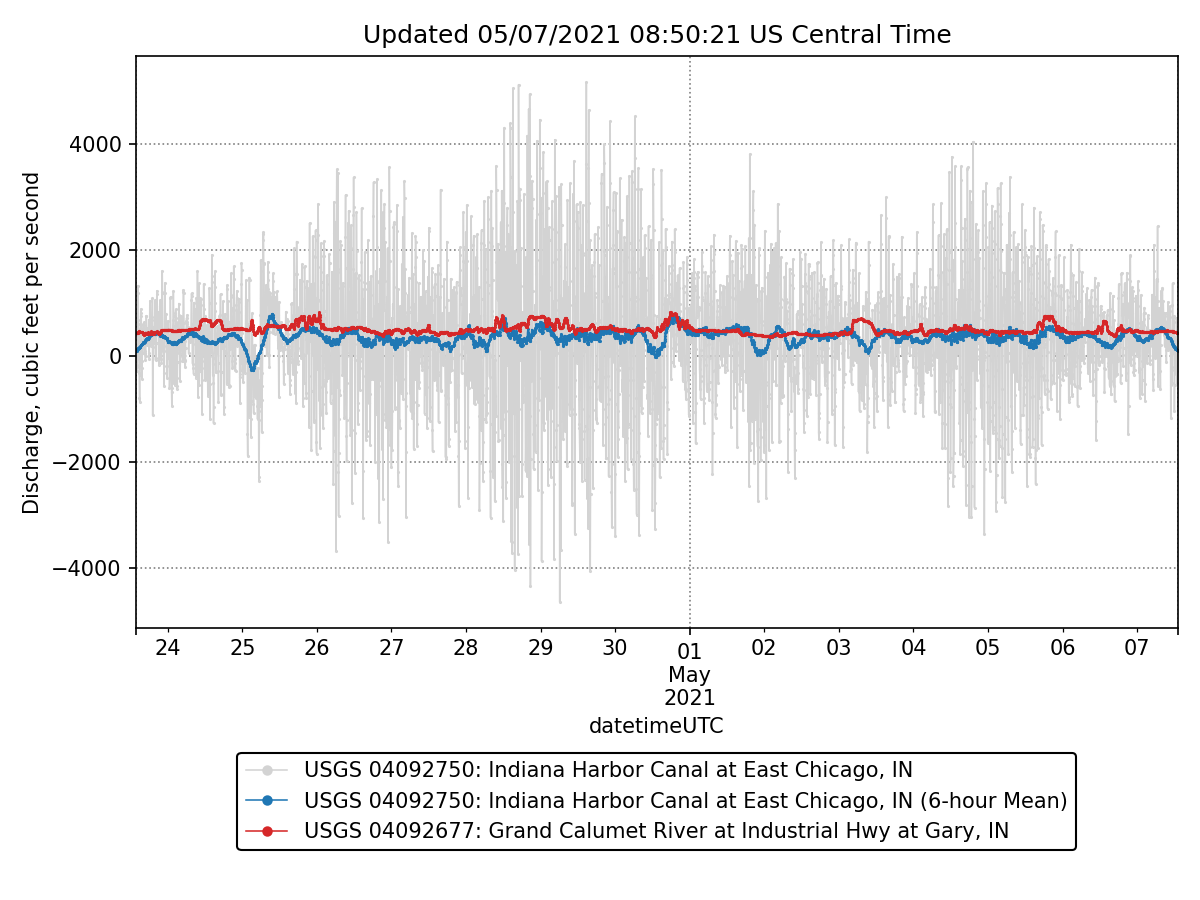 Updated 05/07/2021 08:50:21 US Central Time
Discharge, cubic feet per second
4000
2000
0
−2000
−4000
24 25 26 27 28 29 30 01 02 03 04 05 06 07
May
2021
datetimeUTC
USGS 04092750: Indiana Harbor Canal at East Chicago, IN
USGS 04092750: Indiana Harbor Canal at East Chicago, IN (6-hour Mean)
USGS 04092677: Grand Calumet River at Industrial Hwy at Gary, IN